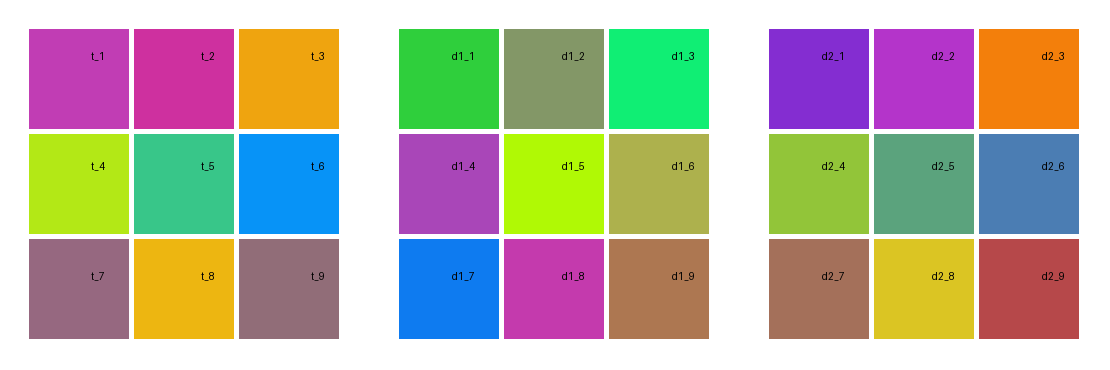 t_1 t_2 t_3 d1_1 d1_2 d1_3 d2_1 d2_2 d2_3
t_4 t_5 t_6 d1_4 d1_5 d1_6 d2_4 d2_5 d2_6
t_7 t_8 t_9 d1_7 d1_8 d1_9 d2_7 d2_8 d2_9